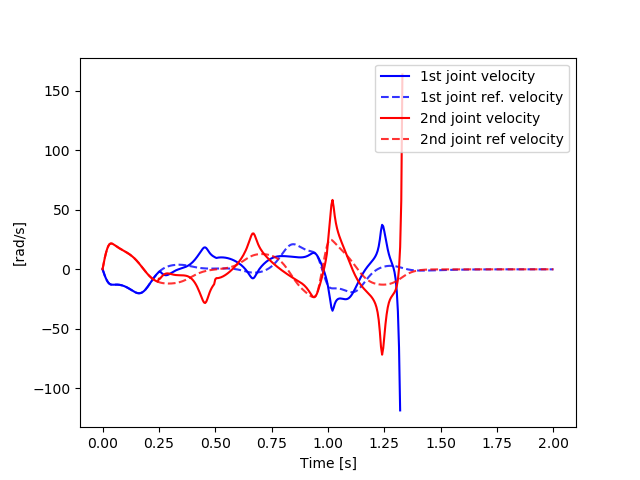 1st joint velocity
1st joint ref. velocity
2nd joint velocity
2nd joint ref velocity
150
100
50
0
−50
−100
[rad/s]
0.00 0.25 0.50 0.75 1.00 1.25 1.50 1.75 2.00
Time [s]